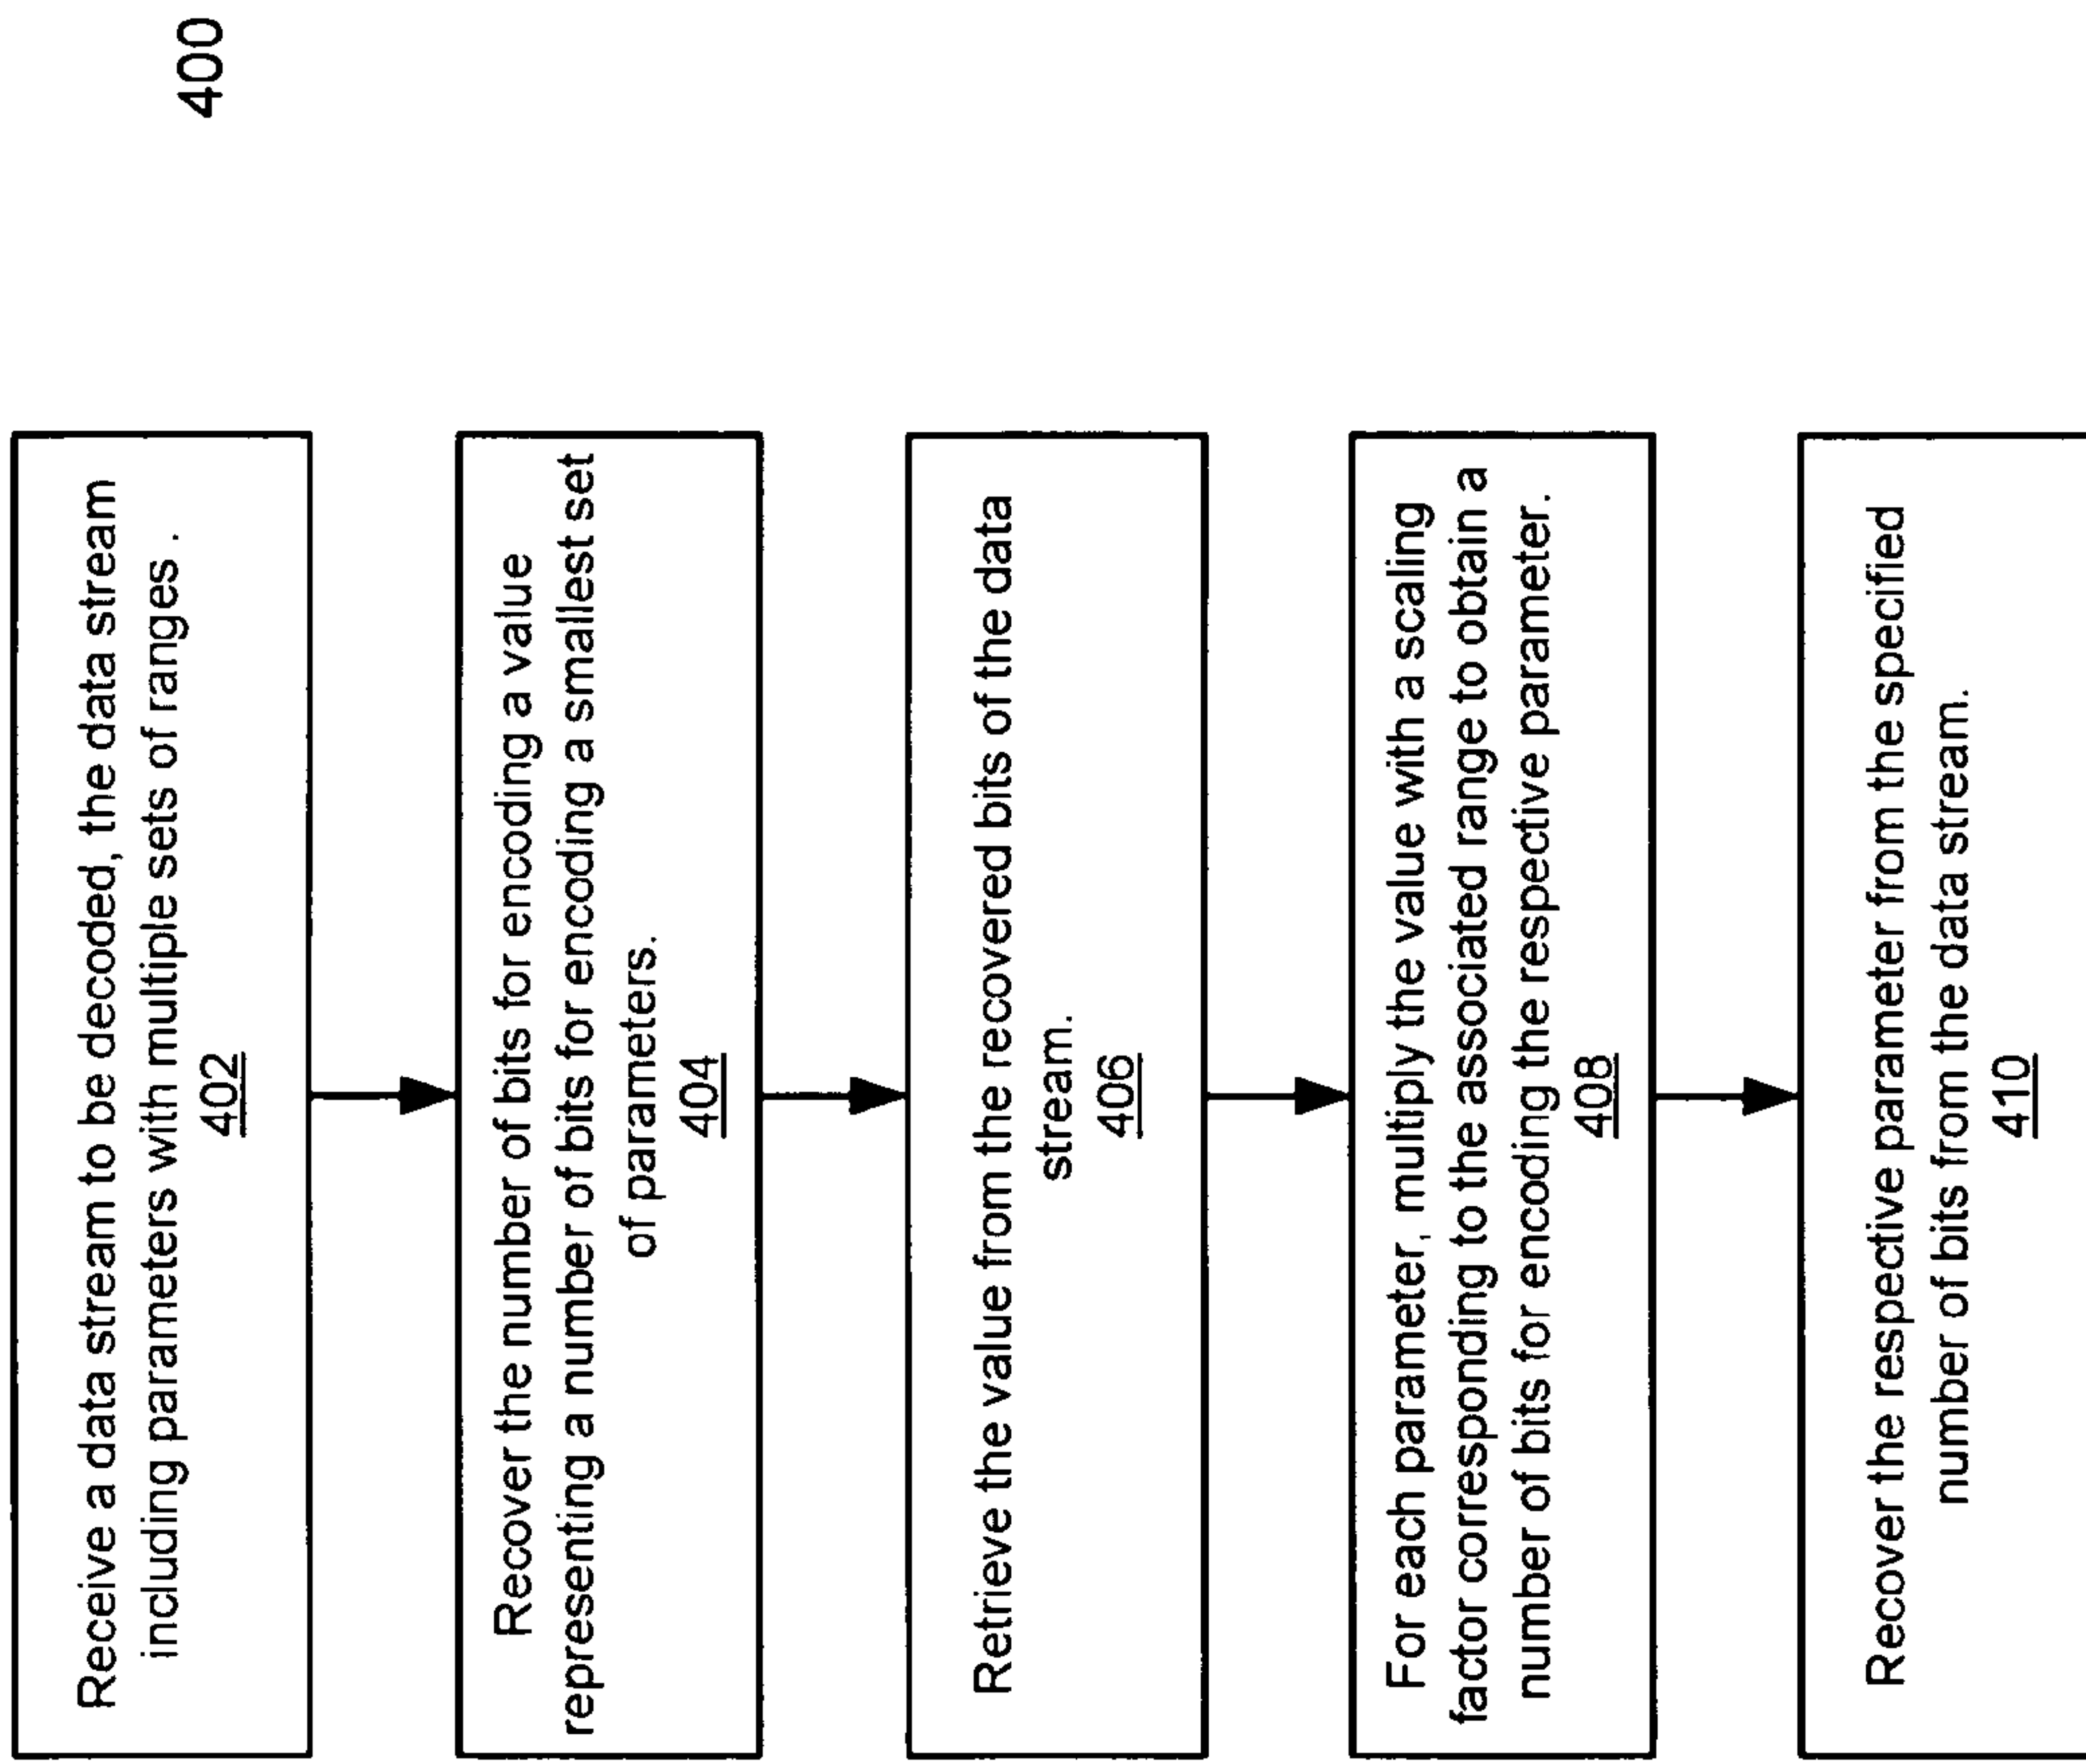 400
Receive a data stream to be decoded, the data stream
including parameters with multiple sets of ranges .
402
Recover the number of bits for encoding a value
representing a number of bits for encoding a smallest set
of parameters.
404
Retrieve the value from the recovered bits of the data
stream.
406
For each parameter, multiply the value with a scaling
factor corresponding to the associated range to obtain a
number of bits for encoding the respective parameter.
408
Recover the respective parameter from the specified
number of bits from the data stream.
410